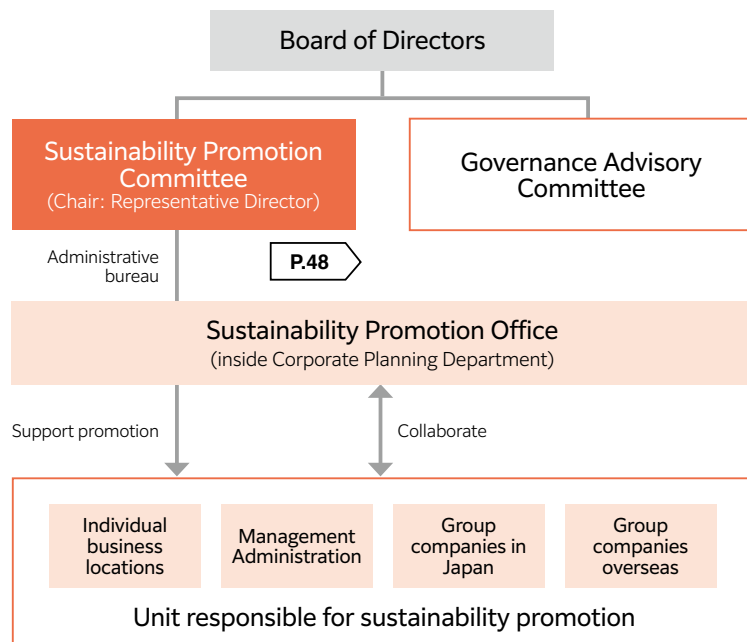 Board of Directors
Sustainability Promotion
Committee
(Chair: Representative Director)
Governance Advisory
Committee
Administrative
bureau
P.48
Sustainability Promotion Office
(inside Corporate Planning Department)
Support promotion
Collaborate
Individual
business
locations
Management
Administration
Group
companies in
Japan
Group
companies
overseas
Unit responsible for sustainability promotion